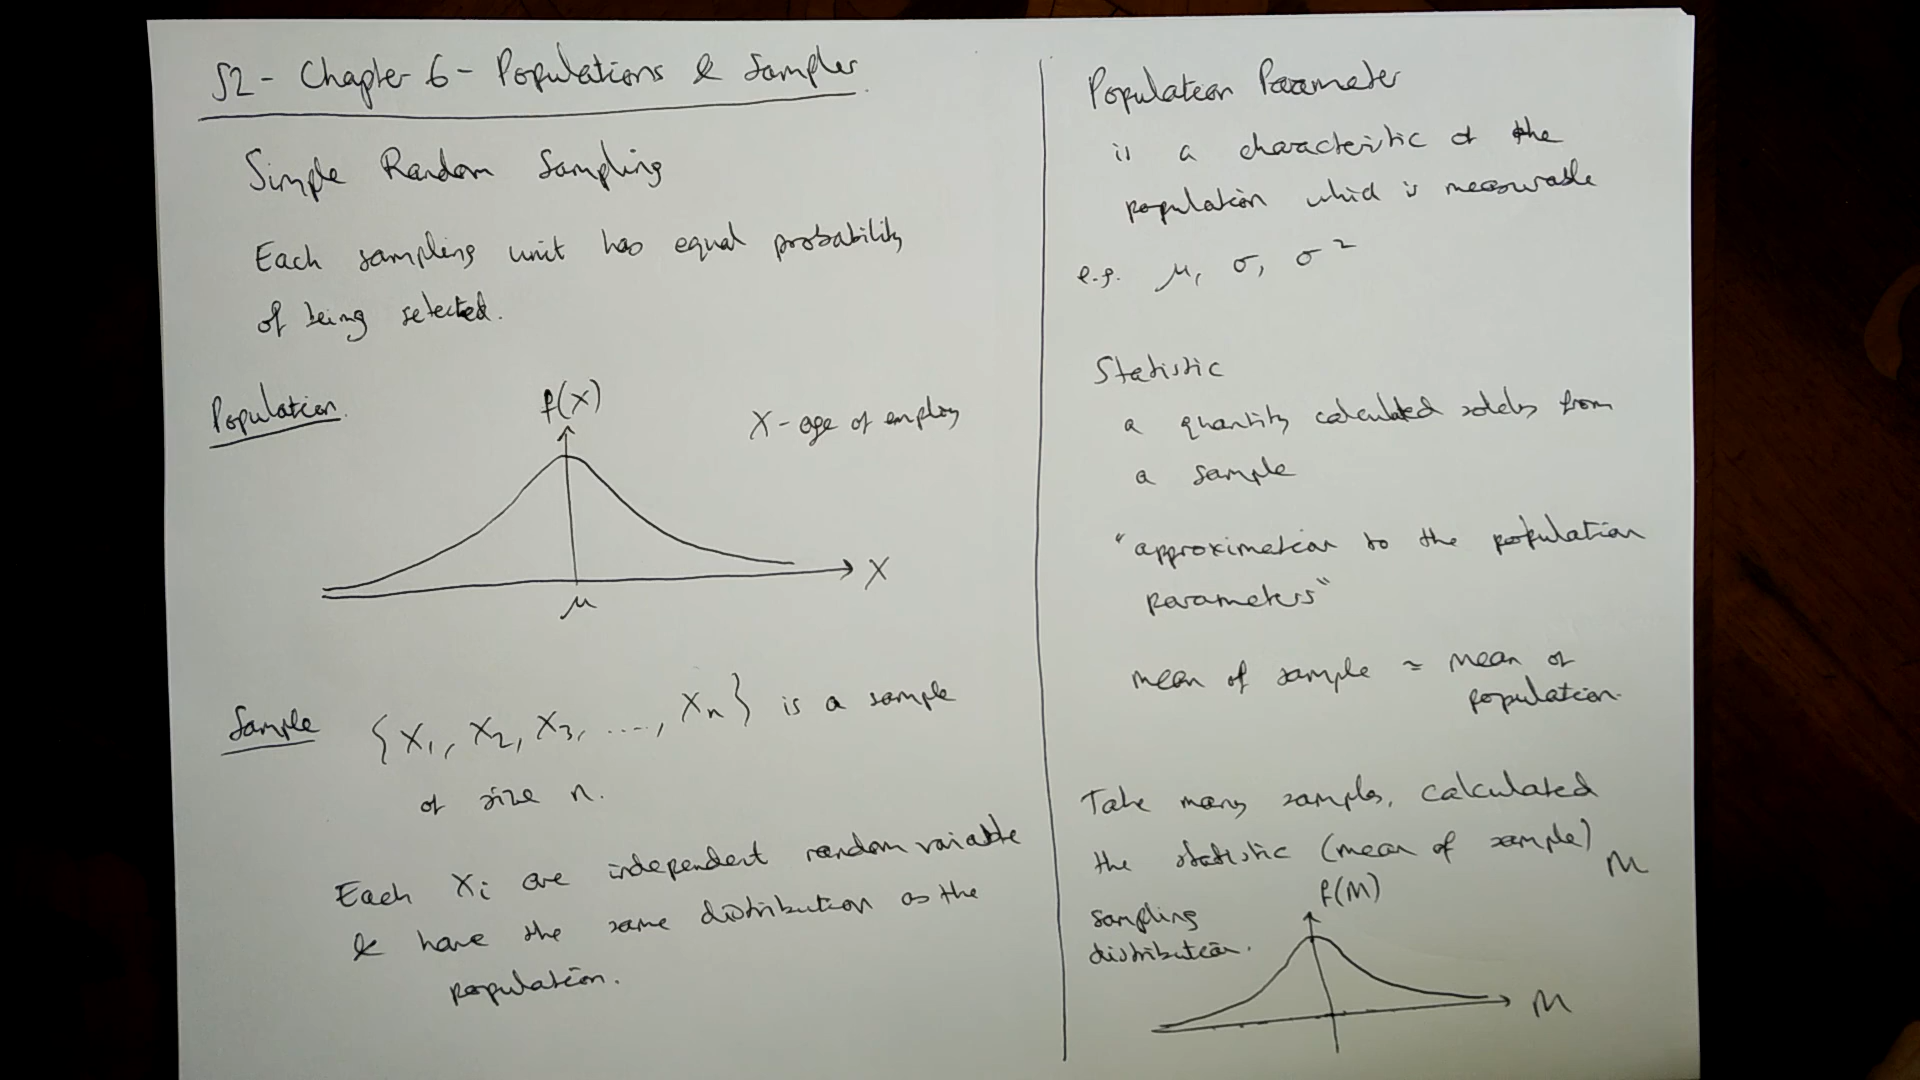 S2 - Chapter 6 - Populations & Samples
Simple Random Sampling
Each sampling unit has equal probability
of being selected.
Population.
f(x)
X - age of employ
X
μ
Sample {X₁, X₂, X₃, ...., Xₙ} is a sample
of size n.
Each Xᵢ are independent random variable
& have the same distribution as the
population.
Population Parameter
is a characteristic of the
population which is measurable
e.g. μ, σ, σ²
Statistic
a quantity calculated solely from
a sample
"approximation to the population
parameters"
mean of sample ≈ mean of
population.
Take many samples, calculated
the statistic (mean of sample) M
f(M)
sampling
distribution.
M